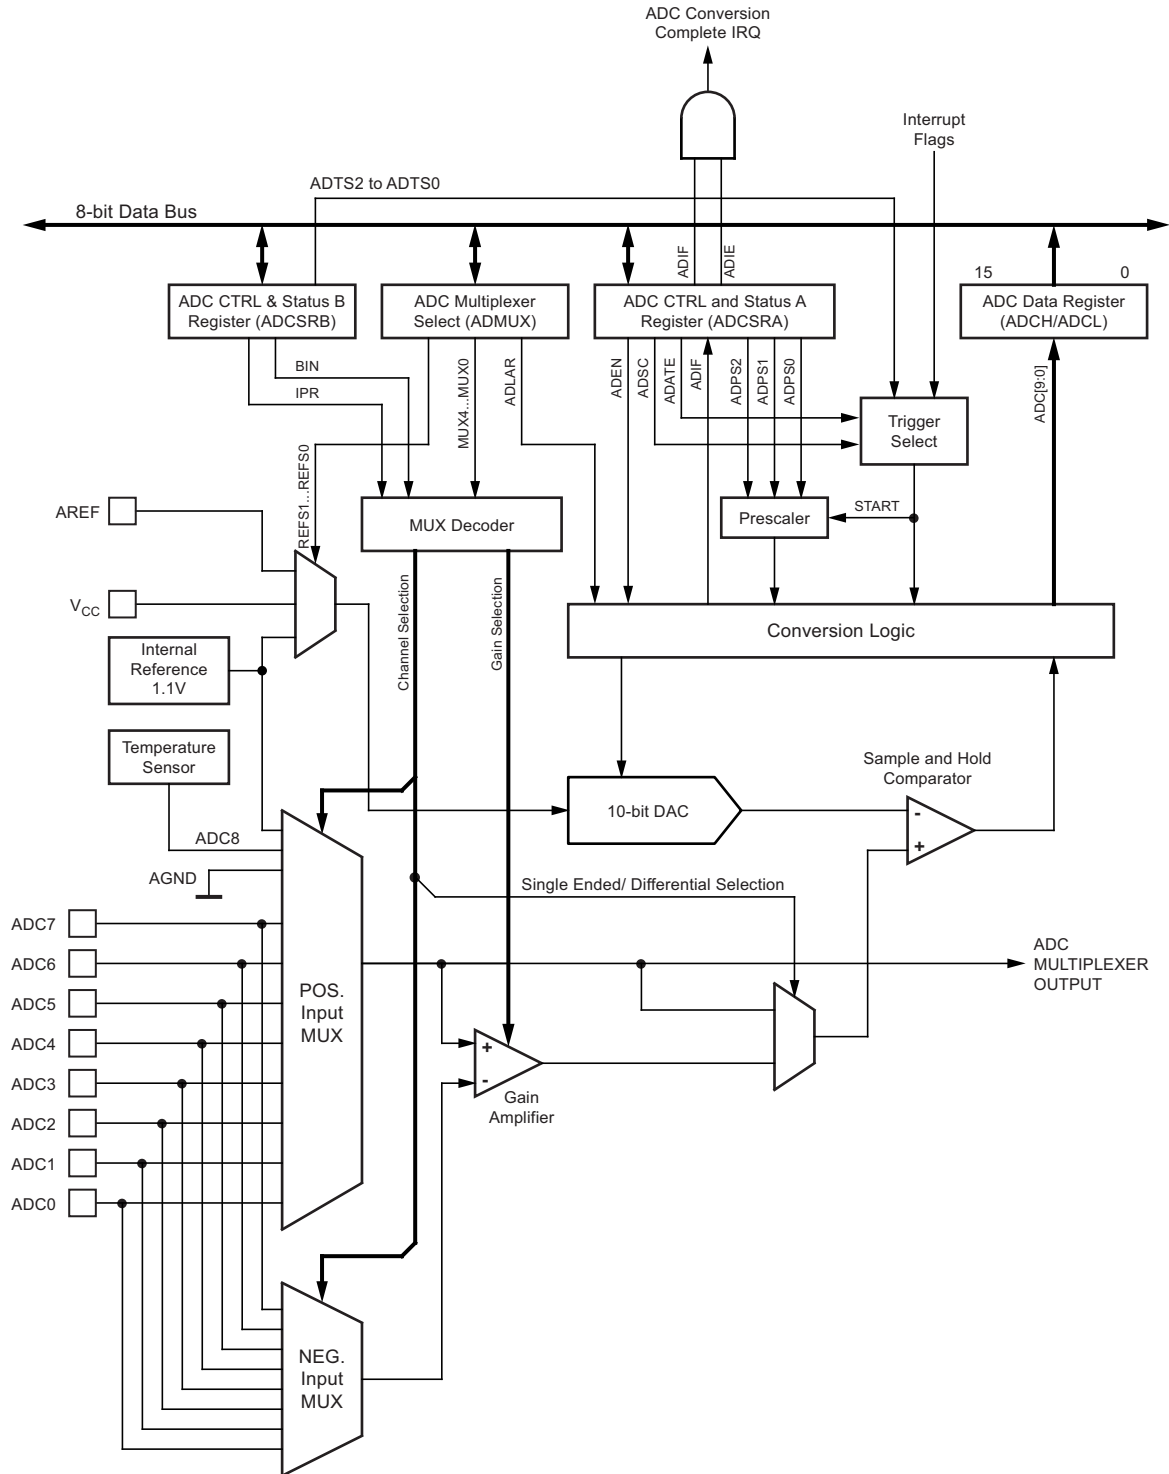 ADC Conversion
Complete IRQ
Interrupt
Flags
ADTS2 to ADTS0
8-bit Data Bus
ADIF
ADIE
15
0
ADC CTRL & Status B
Register (ADCSRB)
ADC Multiplexer
Select (ADMUX)
ADC CTRL and Status A
Register (ADCSRA)
ADC Data Register
(ADCH/ADCL)
BIN
IPR
REFS1...REFS0
MUX4...MUX0
ADLAR
ADEN
ADSC
ADATE
ADIF
ADPS2
ADPS1
ADPS0
ADC[9:0]
Trigger
Select
AREF
MUX Decoder
Prescaler
START
VCC
Channel Selection
Gain Selection
Conversion Logic
Internal
Reference
1.1V
Temperature
Sensor
Sample and Hold
Comparator
10-bit DAC
-
+
ADC8
AGND
Single Ended/ Differential Selection
ADC7
ADC6
ADC5
ADC4
ADC3
ADC2
ADC1
ADC0
POS.
Input
MUX
ADC
MULTIPLEXER
OUTPUT
+
-
Gain
Amplifier
NEG.
Input
MUX